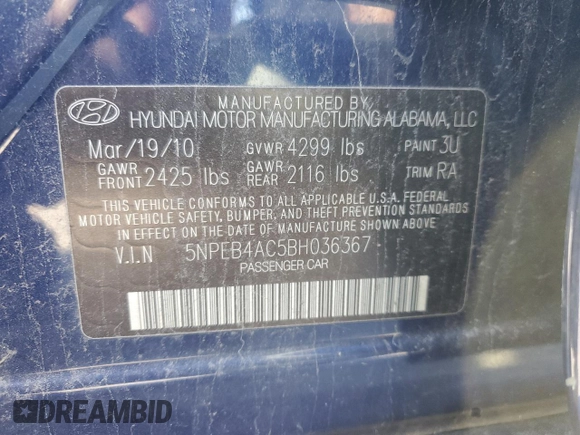 MANUFACTURED BY
HYUNDAI MOTOR MANUFACTURING ALABAMA, LLC
Mar/19/10 GVWR 4299 lbs PAINT 3U
GAWR FRONT 2425 lbs GAWR REAR 2116 lbs TRIM RA
THIS VEHICLE CONFORMS TO ALL APPLICABLE U.S.A. FEDERAL
MOTOR VEHICLE SAFETY, BUMPER, AND THEFT PREVENTION
STANDARDS IN EFFECT ON THE DATE OF MANUFACTURE SHOWN ABOVE
V.I.N 5NPEB4AC5BH036367
PASSENGER CAR
DREAMBID